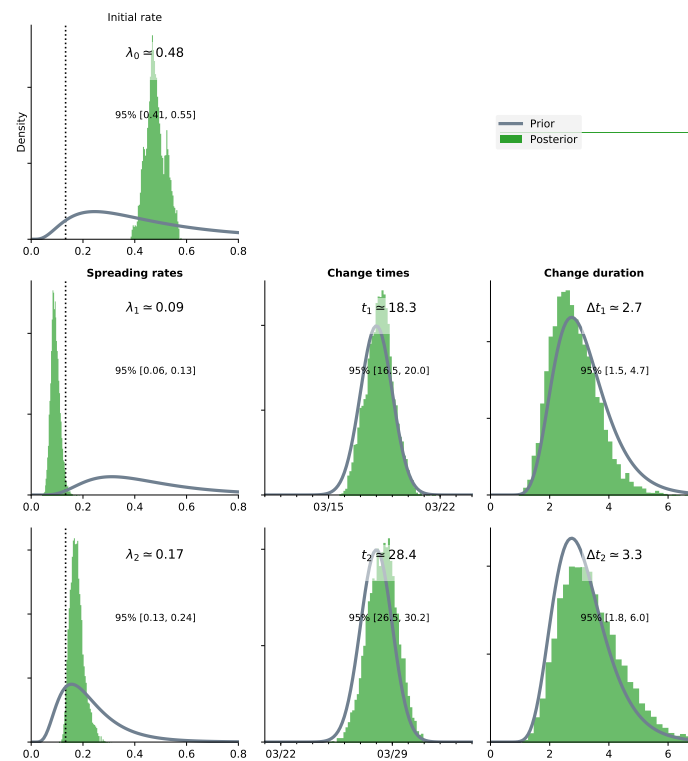 Initial rate
λ0 ≃ 0.48
95% [0.41, 0.55]
Density
0.0 0.2 0.4 0.6 0.8
Prior
Posterior
Spreading rates
λ1 ≃ 0.09
95% [0.06, 0.13]
0.0 0.2 0.4 0.6 0.8
Change times
t1 ≃ 18.3
95% [16.5, 20.0]
03/15 03/22
Change duration
Δt1 ≃ 2.7
95% [1.5, 4.7]
2 4 6
λ2 ≃ 0.17
95% [0.13, 0.24]
0.0 0.2 0.4 0.6 0.8
t2 ≃ 28.4
95% [26.5, 30.2]
03/22 03/29
Δt2 ≃ 3.3
95% [1.8, 6.0]
2 4 6